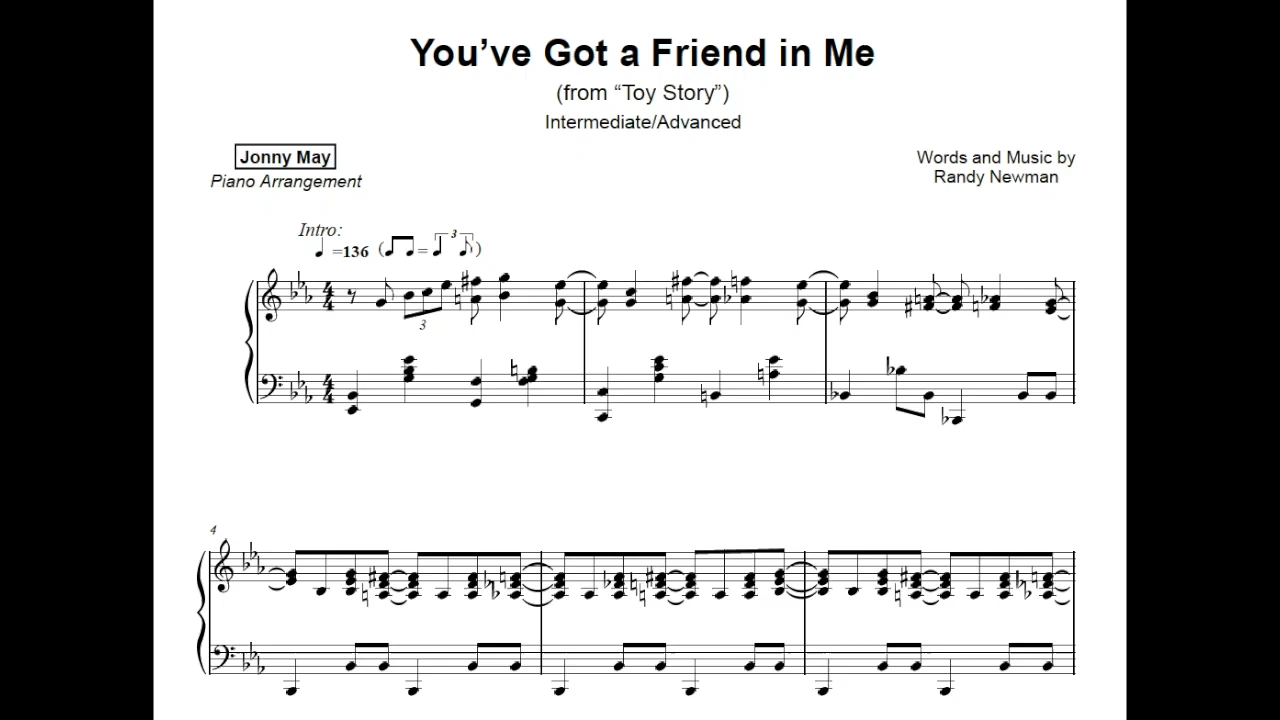 You’ve Got a Friend in Me
(from “Toy Story”)
Intermediate/Advanced
Jonny May
Piano Arrangement
Words and Music by
Randy Newman
Intro:
=136 ( = 3 )
3
4